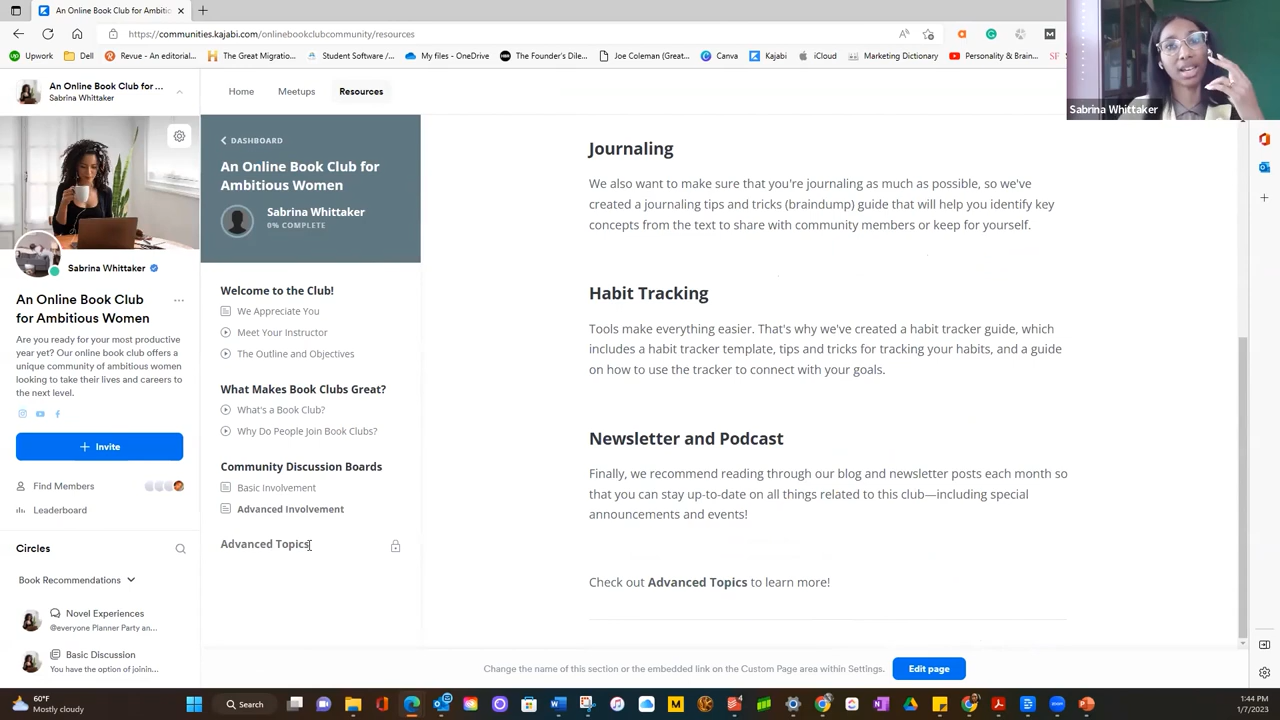 An Online Book Club for Ambitio
https://communities.kajabi.com/onlinebookclubcommunity/resources
Upwork
Dell
Revue - An editorial...
The Great Migratio...
Student Software /...
My files - OneDrive
The Founder's Dile...
Joe Coleman (Great...
Canva
Kajabi
iCloud
Marketing Dictionary
Personality & Brain...
SF
Sabrina Whittaker
An Online Book Club for ...
Sabrina Whittaker
Home
Meetups
Resources
Sabrina Whittaker
An Online Book Club
for Ambitious Women
Are you ready for your most productive
year yet? Our online book club offers a
unique community of ambitious women
looking to take their lives and careers to
the next level.
Invite
Find Members
Leaderboard
Circles
Book Recommendations
Novel Experiences
@everyone Planner Party an...
Basic Discussion
You have the option of joinin...
DASHBOARD
An Online Book Club for
Ambitious Women
Sabrina Whittaker
0% COMPLETE
Welcome to the Club!
We Appreciate You
Meet Your Instructor
The Outline and Objectives
What Makes Book Clubs Great?
What's a Book Club?
Why Do People Join Book Clubs?
Community Discussion Boards
Basic Involvement
Advanced Involvement
Advanced Topics
Journaling
We also want to make sure that you're journaling as much as possible, so we've
created a journaling tips and tricks (braindump) guide that will help you identify key
concepts from the text to share with community members or keep for yourself.
Habit Tracking
Tools make everything easier. That's why we've created a habit tracker guide, which
includes a habit tracker template, tips and tricks for tracking your habits, and a guide
on how to use the tracker to connect with your goals.
Newsletter and Podcast
Finally, we recommend reading through our blog and newsletter posts each month so
that you can stay up-to-date on all things related to this club—including special
announcements and events!
Check out Advanced Topics to learn more!
Change the name of this section or the embedded link on the Custom Page area within Settings.
Edit page
60°F
Mostly cloudy
Search
1:44 PM
1/7/2023